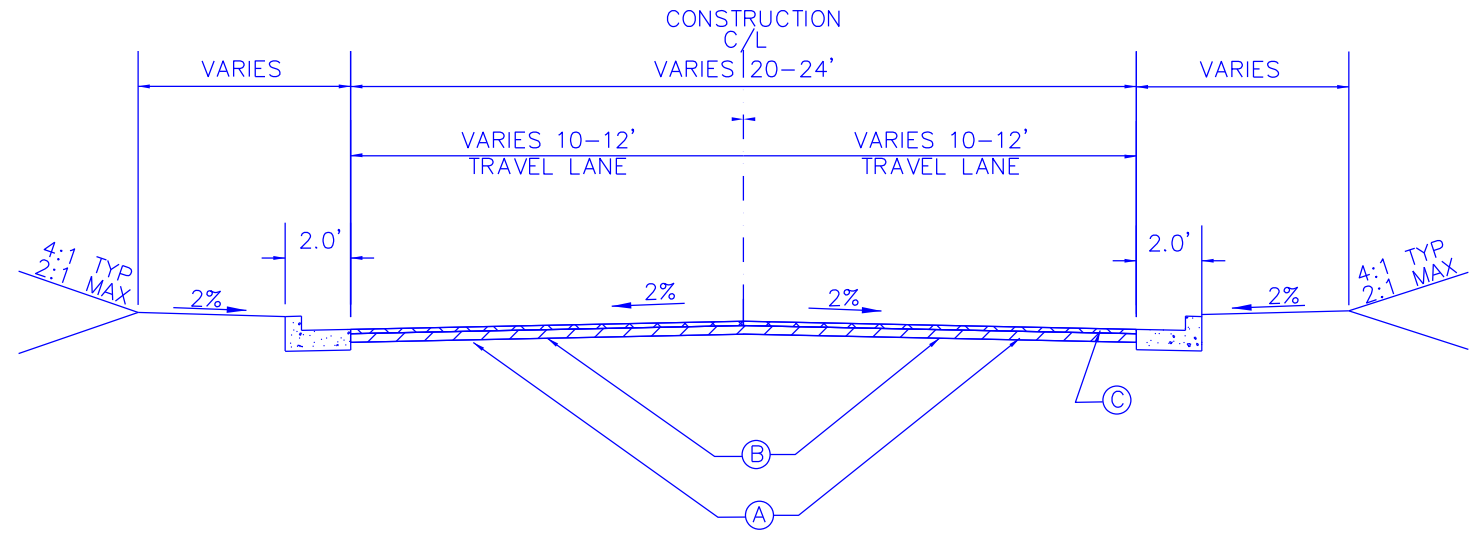 CONSTRUCTION
C/L
VARIES
VARIES 20-24'
VARIES
VARIES 10-12'
TRAVEL LANE
VARIES 10-12'
TRAVEL LANE
2.0'
2.0'
4:1 TYP
2:1 MAX
4:1 TYP
2:1 MAX
2%
2%
2%
2%
C
B
A